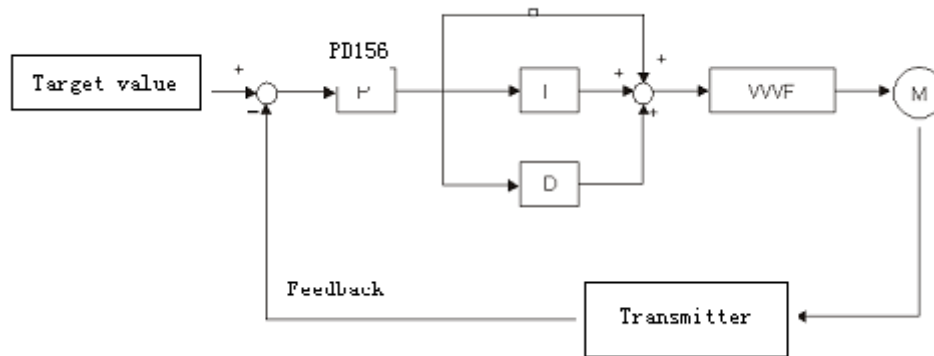 PD156
+
+
Target value
P
I
+
VVVF
M
−
+
D
Feedback
Transmitter